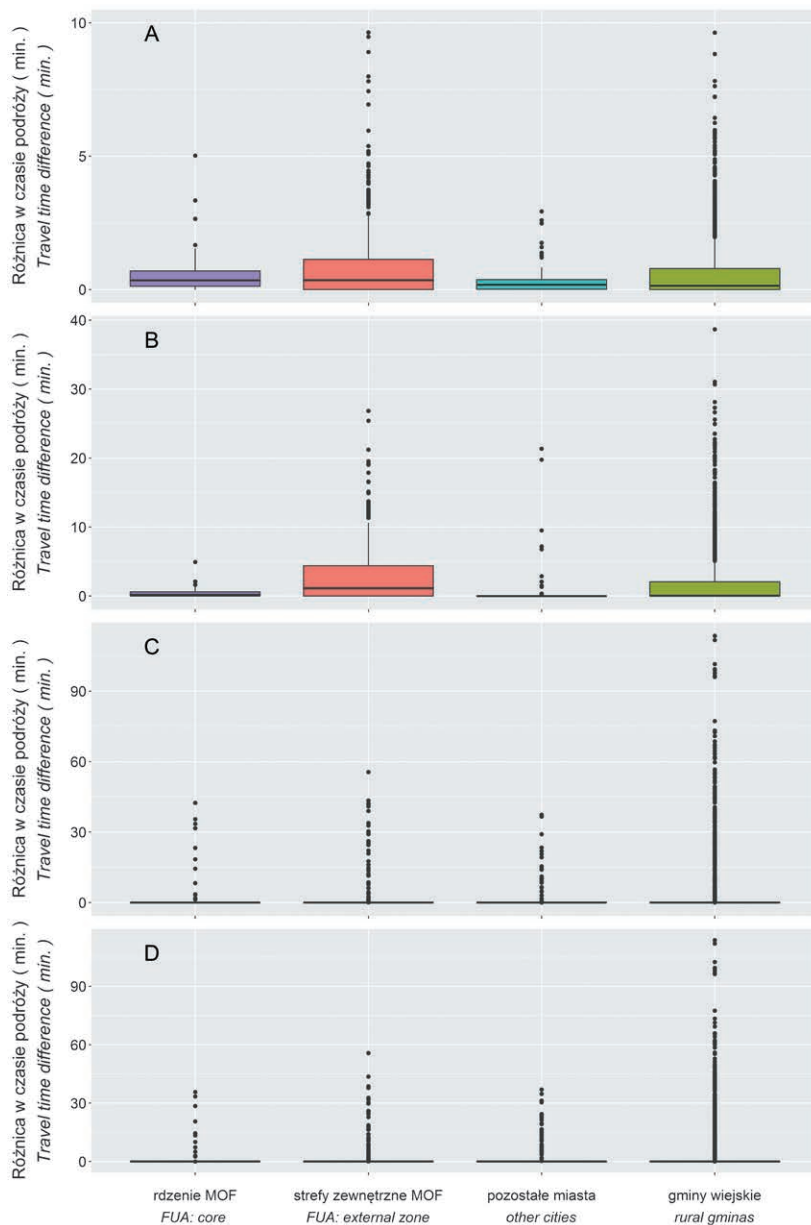 A
Różnica w czasie podróży ( min. )
Travel time difference ( min. )
10
5
0
B
Różnica w czasie podróży ( min. )
Travel time difference ( min. )
40
30
20
10
0
C
Różnica w czasie podróży ( min. )
Travel time difference ( min. )
90
60
30
0
D
Różnica w czasie podróży ( min. )
Travel time difference ( min. )
90
60
30
0
rdzenie MOF
FUA: core
strefy zewnętrzne MOF
FUA: external zone
pozostałe miasta
other cities
gminy wiejskie
rural gminas